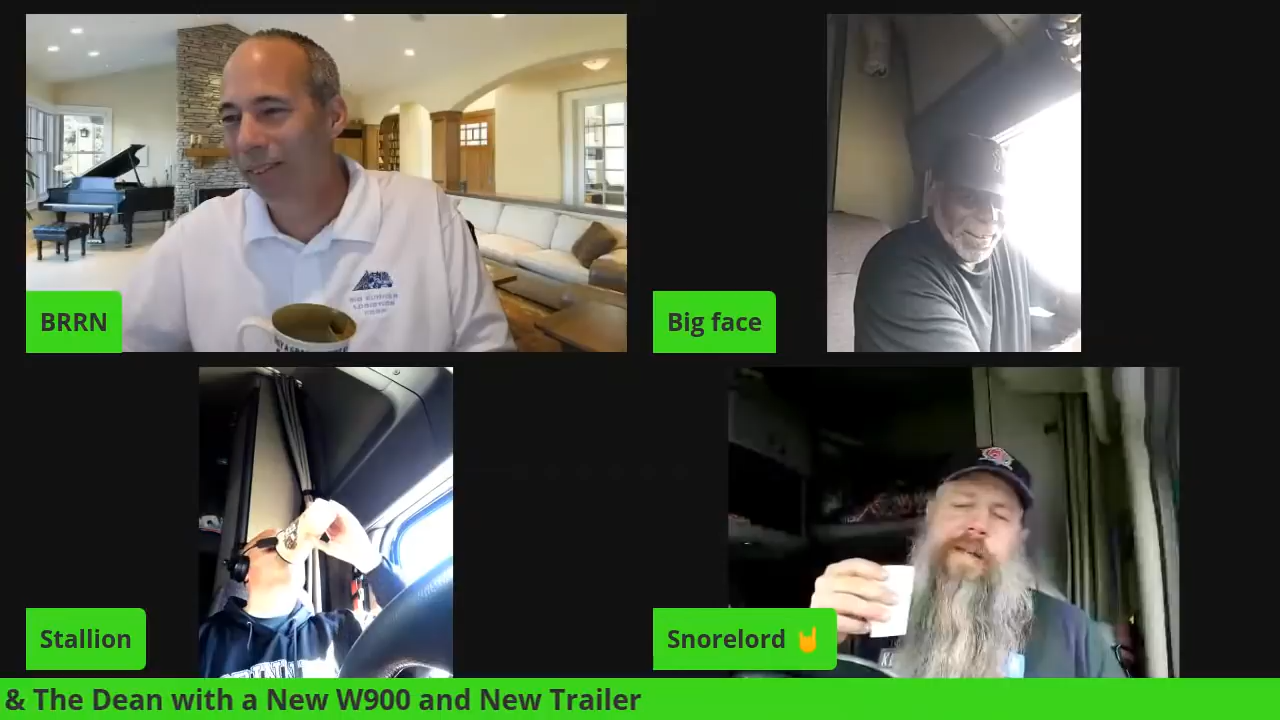 BRRN
Big face
Stallion
Snorelord 🤘
& The Dean with a New W900 and New Trailer